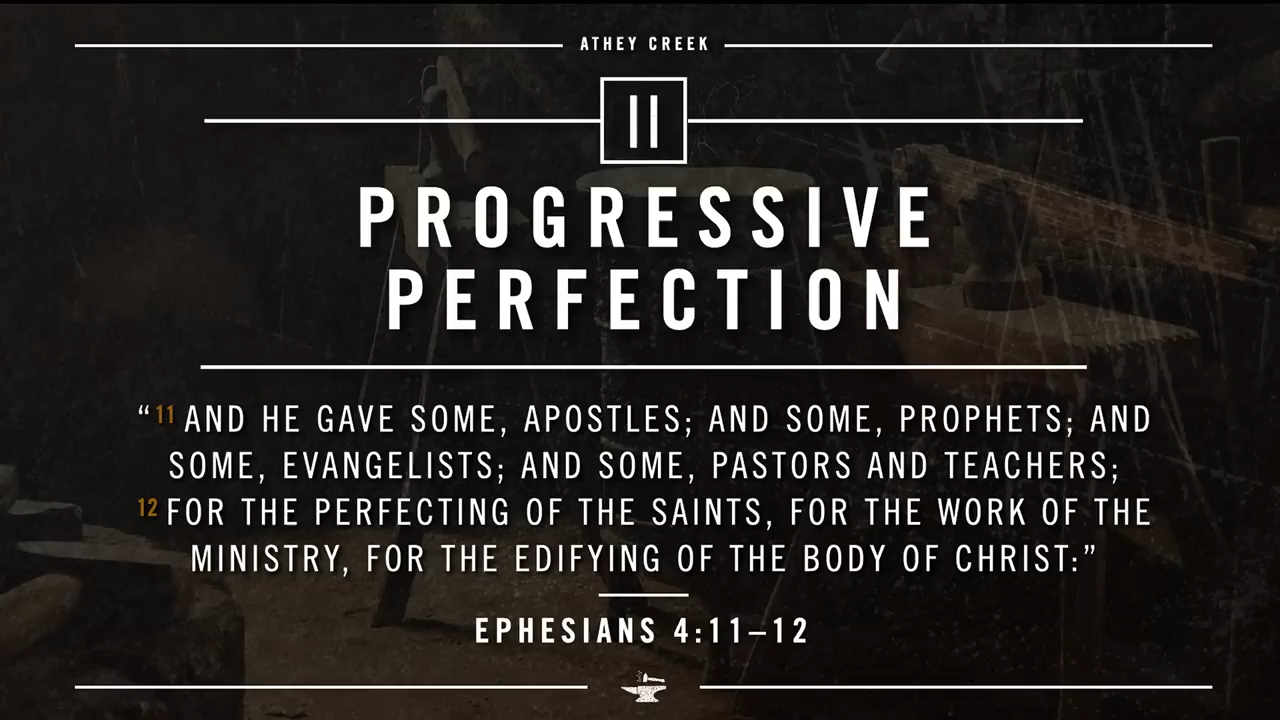 ATHEY CREEK
II
PROGRESSIVE
PERFECTION
“11 AND HE GAVE SOME, APOSTLES; AND SOME, PROPHETS; AND
SOME, EVANGELISTS; AND SOME, PASTORS AND TEACHERS;
12 FOR THE PERFECTING OF THE SAINTS, FOR THE WORK OF THE
MINISTRY, FOR THE EDIFYING OF THE BODY OF CHRIST:”
EPHESIANS 4:11–12